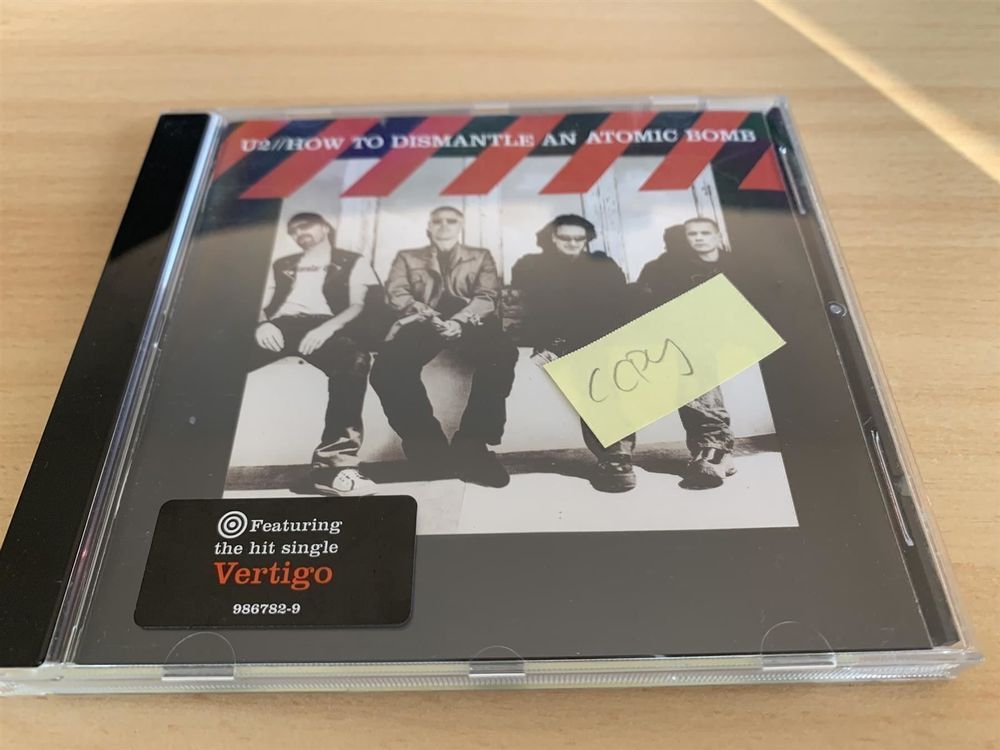 U2//HOW TO DISMANTLE AN ATOMIC BOMB
copy
Featuring
the hit single
Vertigo
986782-9